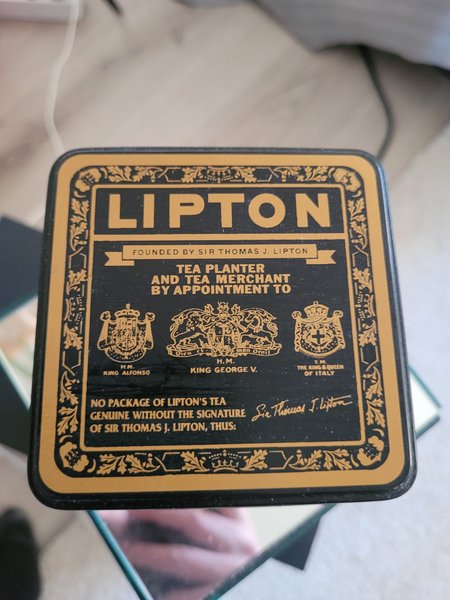 LIPTON
FOUNDED BY SIR THOMAS J. LIPTON
TEA PLANTER
AND TEA MERCHANT
BY APPOINTMENT TO
H.M.
KING ALFONSO
H.M.
KING GEORGE V.
T.M.
THE KING & QUEEN
OF ITALY
NO PACKAGE OF LIPTON'S TEA
GENUINE WITHOUT THE SIGNATURE
OF SIR THOMAS J. LIPTON, THUS:
Sir Thomas J. Lipton